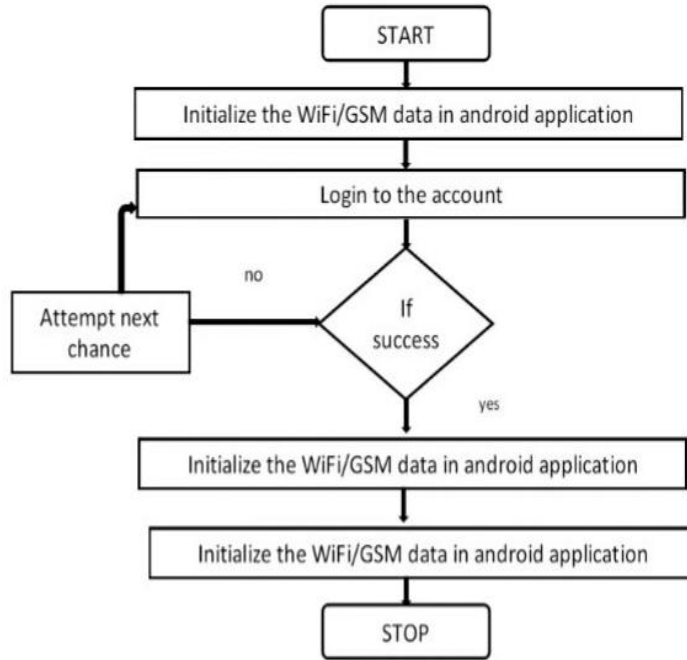 START
Initialize the WiFi/GSM data in android application
Login to the account
no
Attempt next
chance
If
success
yes
Initialize the WiFi/GSM data in android application
Initialize the WiFi/GSM data in android application
STOP